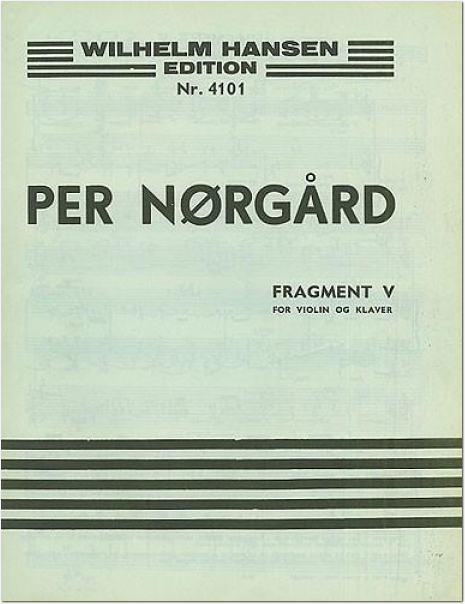 WILHELM HANSEN
EDITION
Nr. 4101
PER NØRGÅRD
FRAGMENT V
FOR VIOLIN OG KLAVER